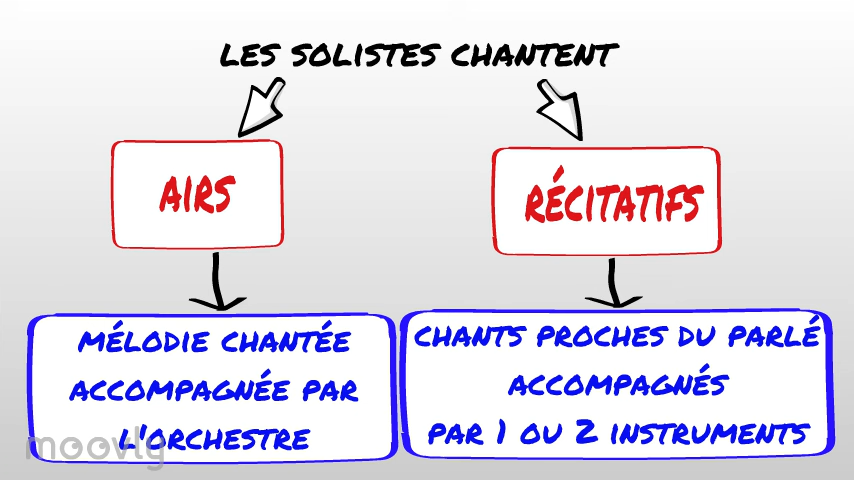 LES SOLISTES CHANTENT
AIRS
RÉCITATIFS
MÉLODIE CHANTÉE
ACCOMPAGNÉE PAR
L'ORCHESTRE
CHANTS PROCHES DU PARLÉ
ACCOMPAGNÉS
PAR 1 OU 2 INSTRUMENTS
moovly